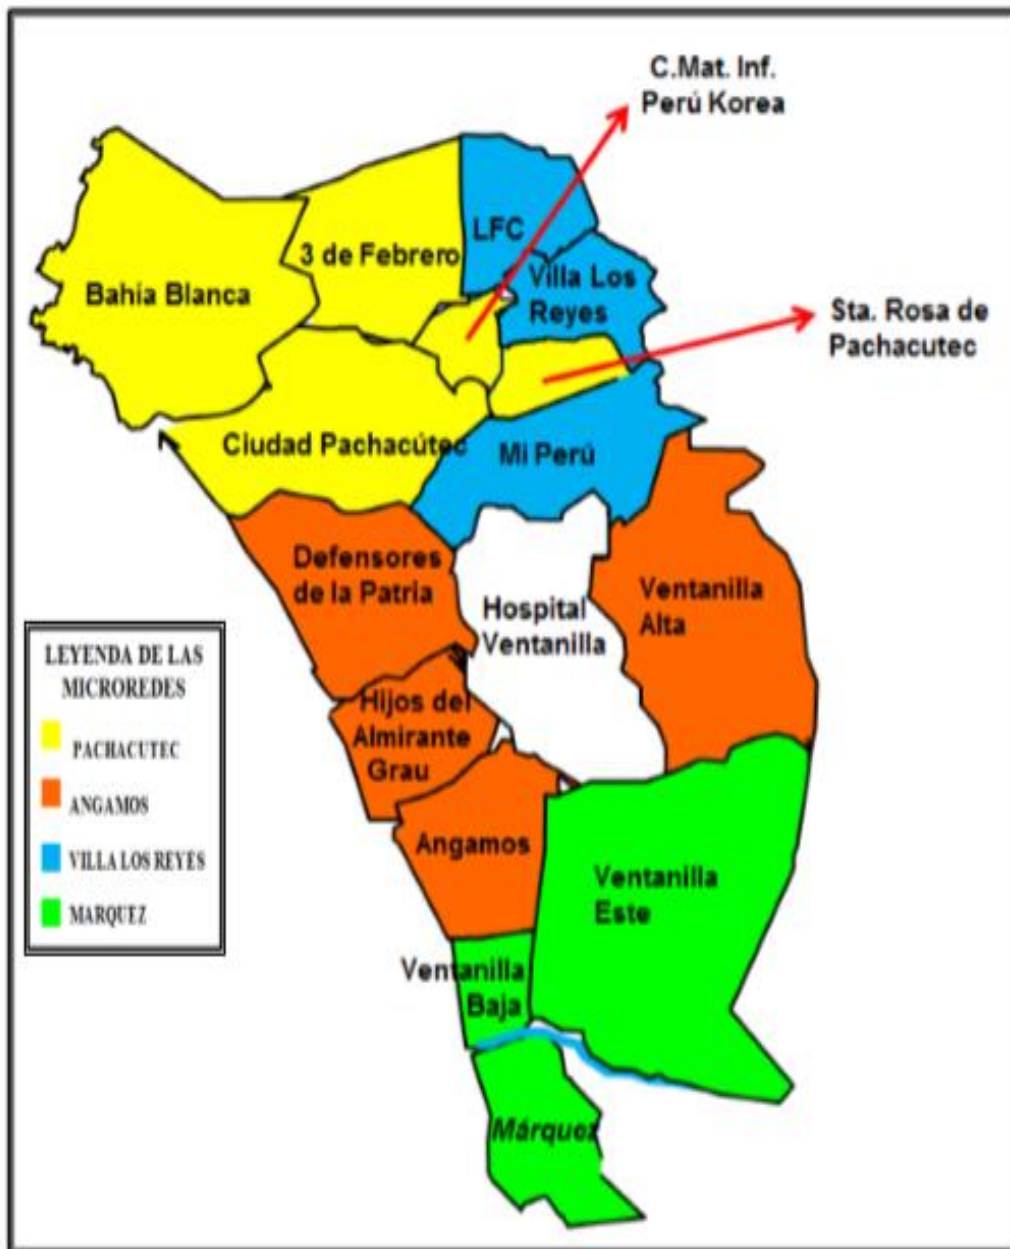 C.Mat. Inf.
Perú Korea
LFC
3 de Febrero
Villa Los
Reyes
Bahía Blanca
Sta. Rosa de
Pachacutec
Ciudad Pachacútec
Mi Perú
Defensores
de la Patria
Hospital
Ventanilla
Ventanilla
Alta
Hijos del
Almirante
Grau
Angamos
Ventanilla
Este
Ventanilla
Baja
Márquez
LEYENDA DE LAS
MICROREDES
PACHACUTEC
ANGAMOS
VILLA LOS REYES
MARQUEZ